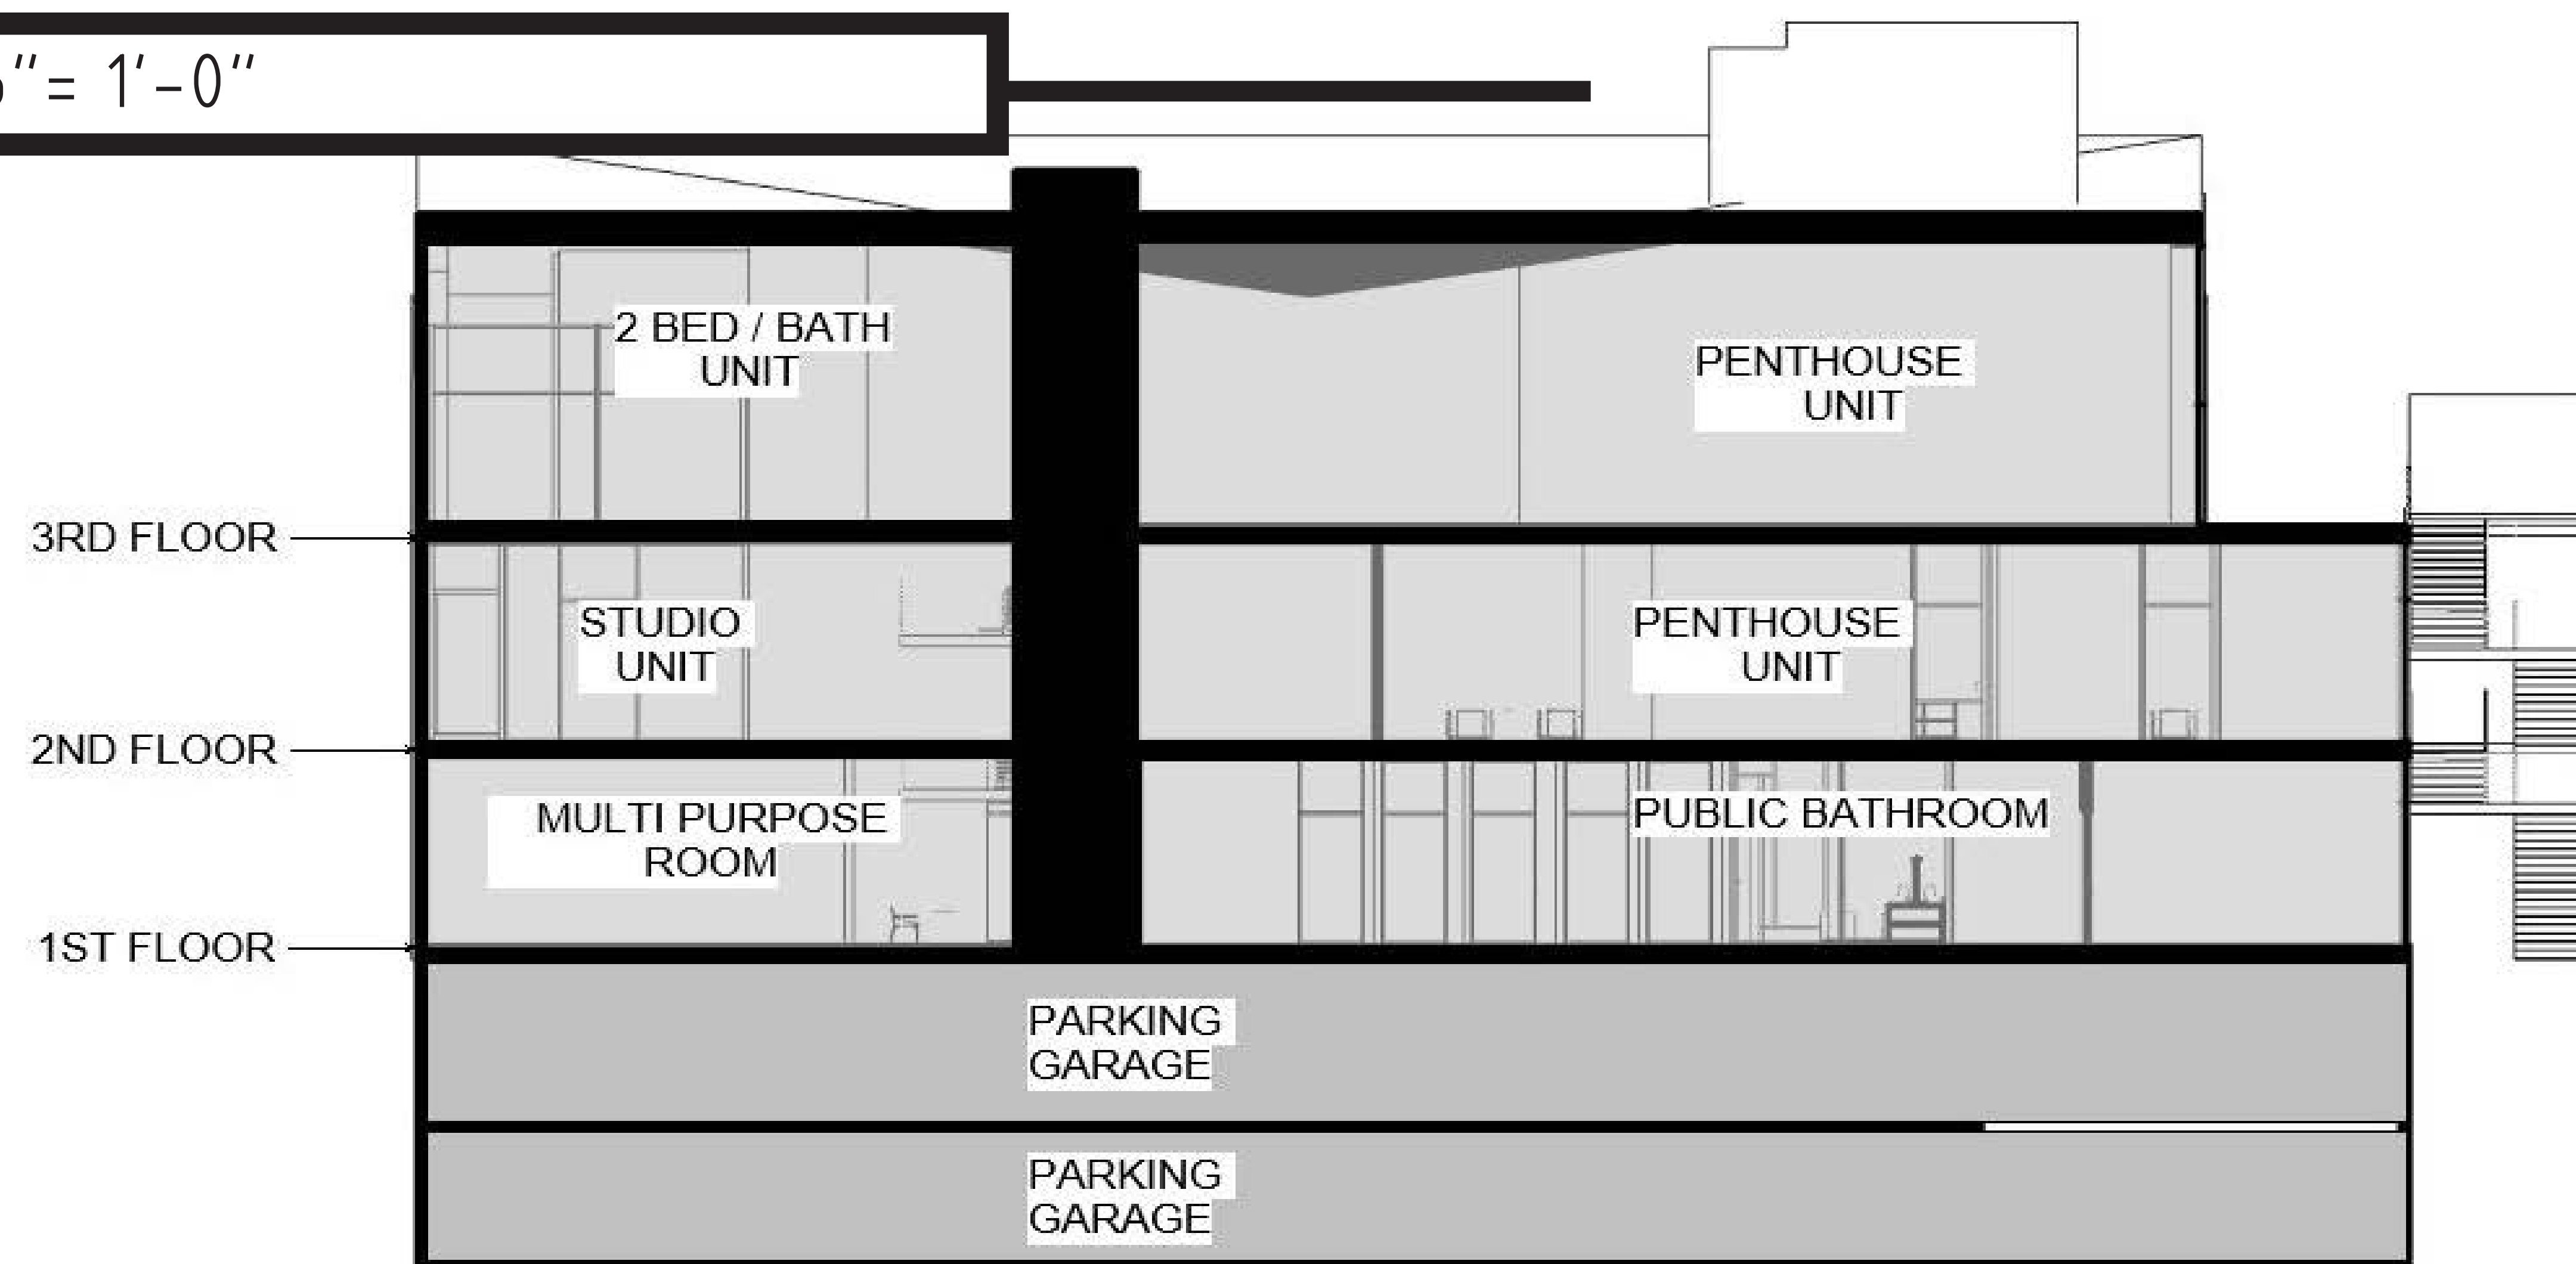 "= 1'-0"
2 BED / BATH
UNIT
PENTHOUSE
UNIT
3RD FLOOR
STUDIO
UNIT
PENTHOUSE
UNIT
2ND FLOOR
MULTI PURPOSE
ROOM
PUBLIC BATHROOM
1ST FLOOR
PARKING
GARAGE
PARKING
GARAGE